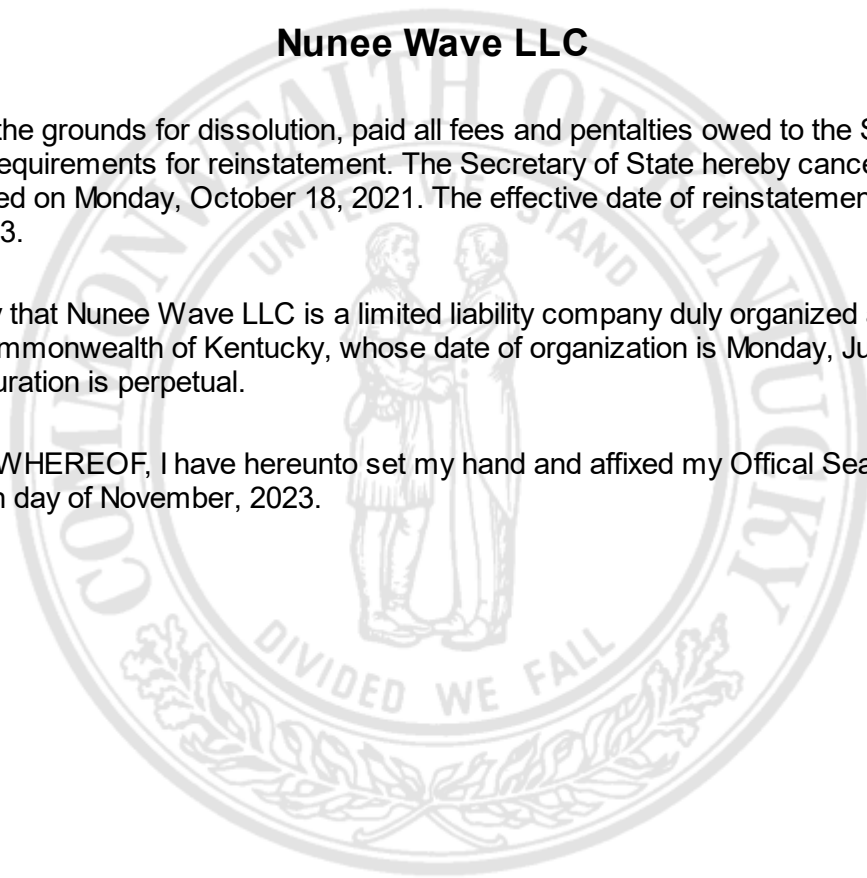 Nunee Wave LLC
the grounds for dissolution, paid all fees and pentalties owed to the S
equirements for reinstatement. The Secretary of State hereby cance
ed on Monday, October 18, 2021. The effective date of reinstatemen
3.
y that Nunee Wave LLC is a limited liability company duly organized a
mmonwealth of Kentucky, whose date of organization is Monday, Ju
uration is perpetual.
WHEREOF, I have hereunto set my hand and affixed my Offical Sea
n day of November, 2023.
COMMONWEALTH OF KENTUCKY
UNITED WE STAND
DIVIDED WE FALL